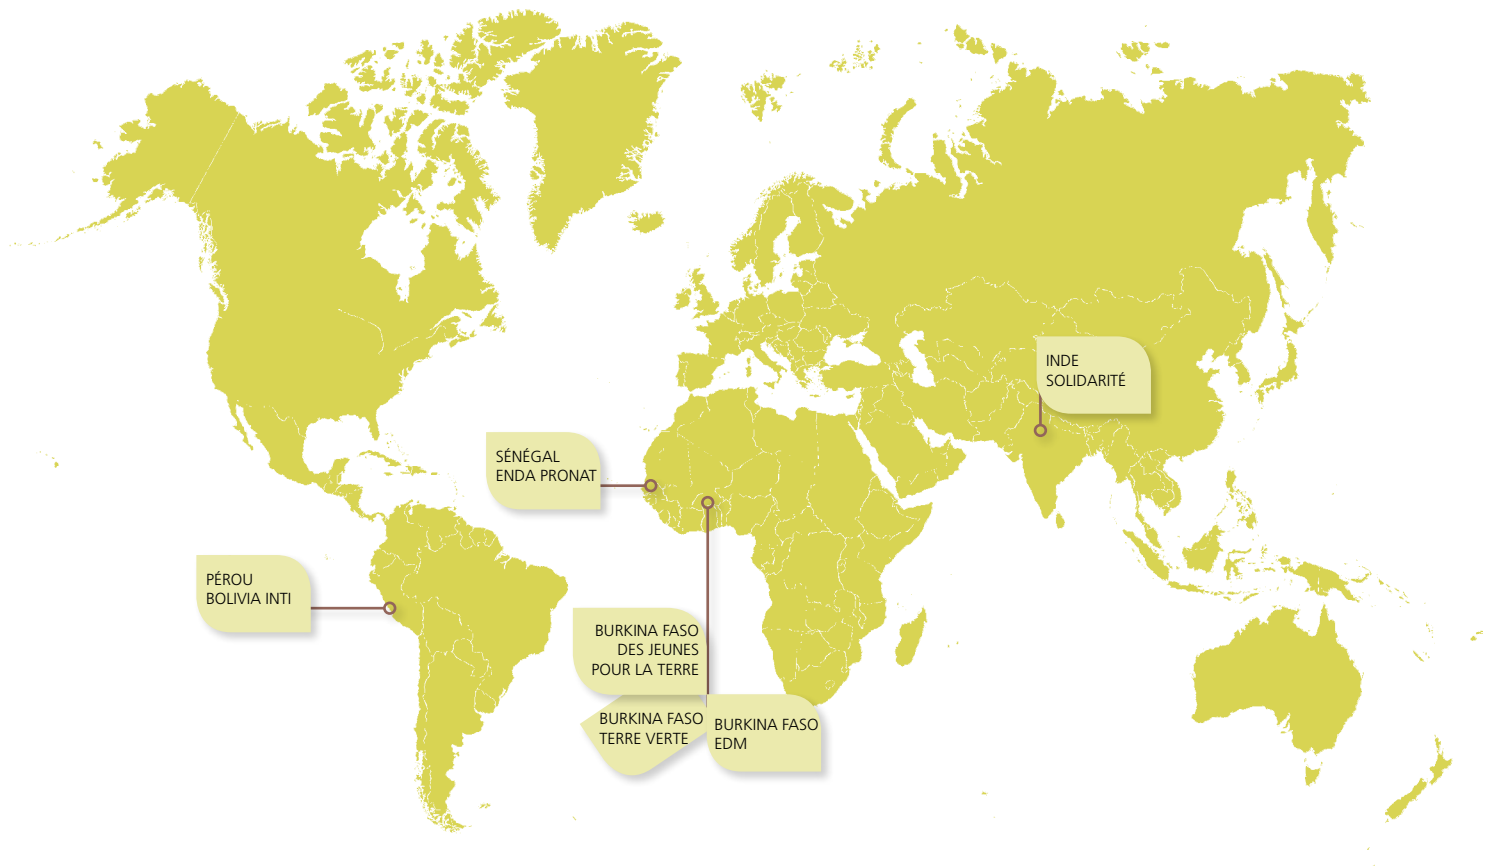 INDE
SOLIDARITÉ
SÉNÉGAL
ENDA PRONAT
PÉROU
BOLIVIA INTI
BURKINA FASO
DES JEUNES
POUR LA TERRE
BURKINA FASO
TERRE VERTE
BURKINA FASO
EDM